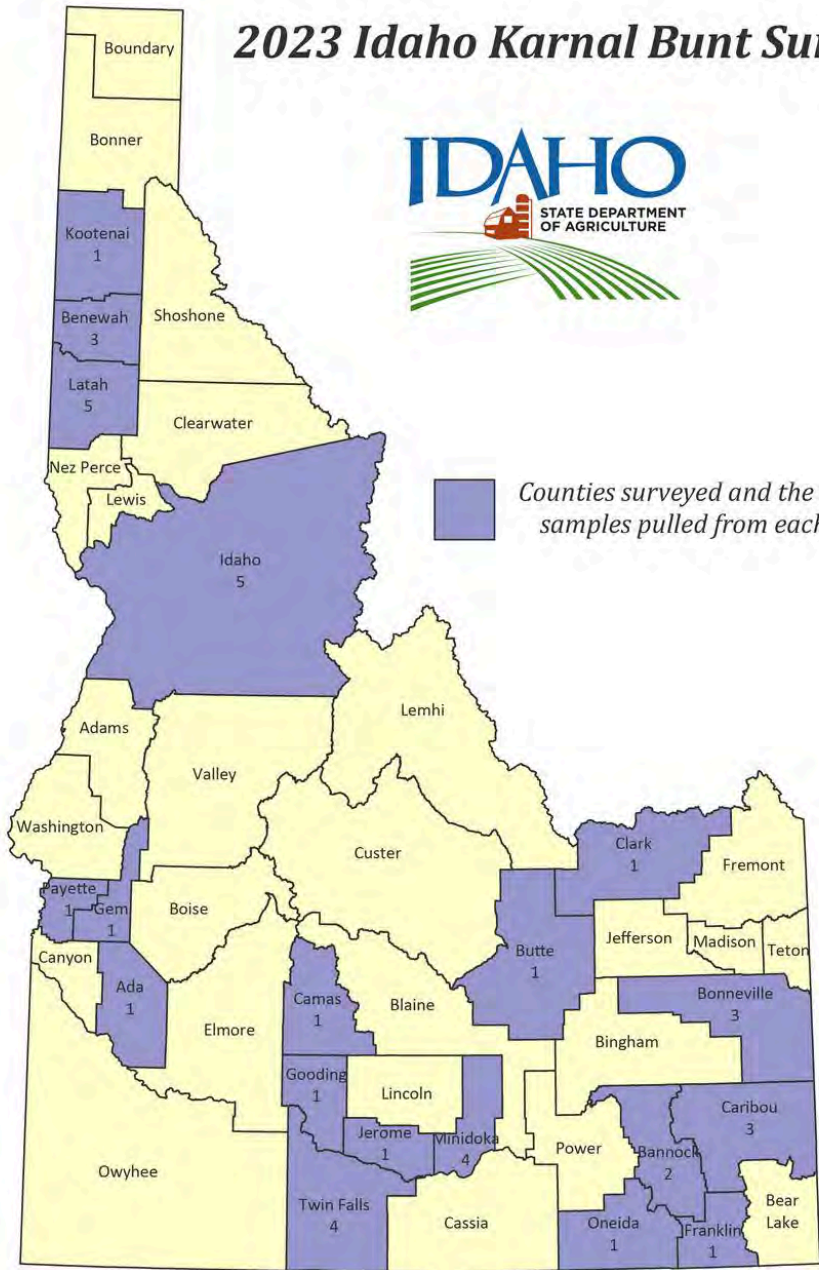 2023 Idaho Karnal Bunt Sur
IDAHO
STATE DEPARTMENT
OF AGRICULTURE
Counties surveyed and the
samples pulled from each
Boundary
Bonner
Kootenai
1
Benewah
3
Shoshone
Latah
5
Clearwater
Nez Perce
Lewis
Idaho
5
Lemhi
Adams
Valley
Washington
Custer
Clark
1
Fremont
Payette
1
Gem
1
Boise
Butte
1
Jefferson
Madison
Teton
Canyon
Ada
1
Camas
1
Blaine
Bonneville
3
Elmore
Bingham
Gooding
1
Lincoln
Jerome
1
Minidoka
4
Caribou
3
Power
Bannock
2
Owyhee
Twin Falls
4
Cassia
Oneida
1
Franklin
1
Bear
Lake